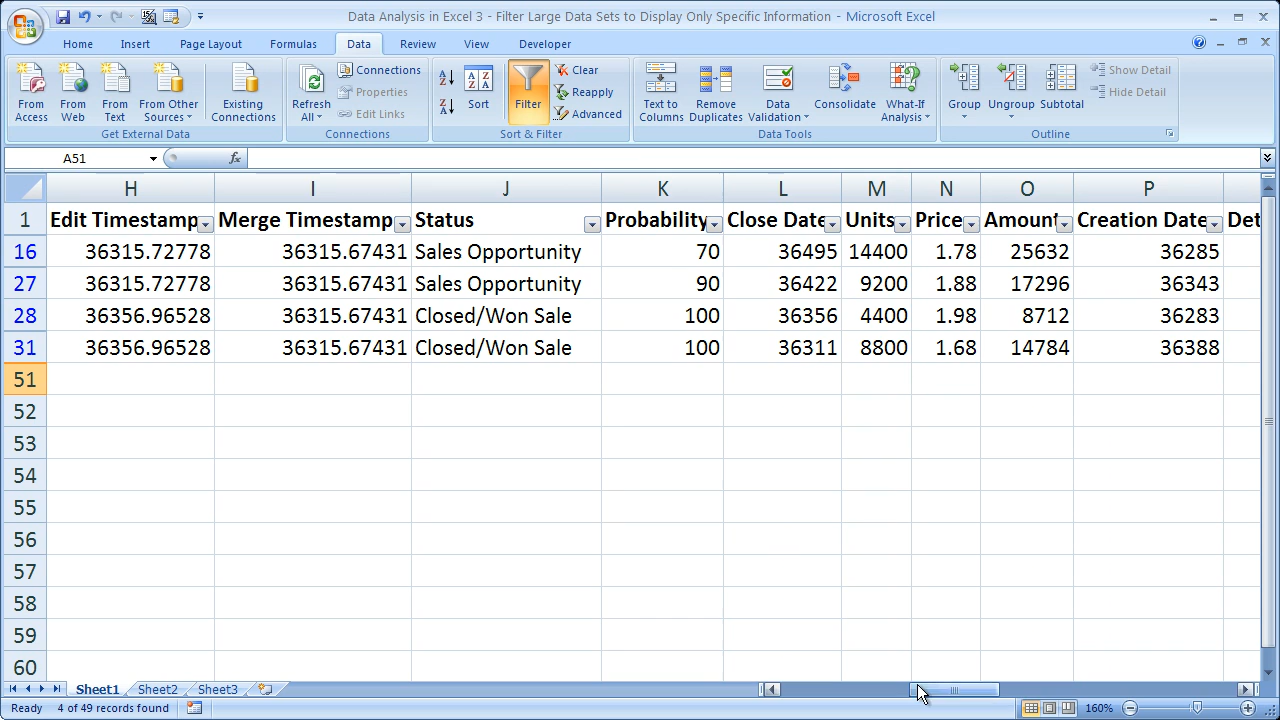 Data Analysis in Excel 3 - Filter Large Data Sets to Display Only Specific Information - Microsoft Excel
Home Insert Page Layout Formulas Data Review View Developer
From Access From Web From Text From Other Sources Existing Connections
Refresh All Connections Properties Edit Links
Sort Filter Clear Reapply Advanced
Text to Columns Remove Duplicates Data Validation Consolidate What-If Analysis
Group Ungroup Subtotal Show Detail Hide Detail
Get External Data Connections Sort & Filter Data Tools Outline
A51 fx
H I J K L M N O P
1 Edit Timestamp Merge Timestamp Status Probability Close Date Units Price Amount Creation Date Det
16 36315.72778 36315.67431 Sales Opportunity 70 36495 14400 1.78 25632 36285
27 36315.72778 36315.67431 Sales Opportunity 90 36422 9200 1.88 17296 36343
28 36356.96528 36315.67431 Closed/Won Sale 100 36356 4400 1.98 8712 36283
31 36356.96528 36315.67431 Closed/Won Sale 100 36311 8800 1.68 14784 36388
51
52
53
54
55
56
57
58
59
60
Sheet1 Sheet2 Sheet3
Ready 4 of 49 records found 160%